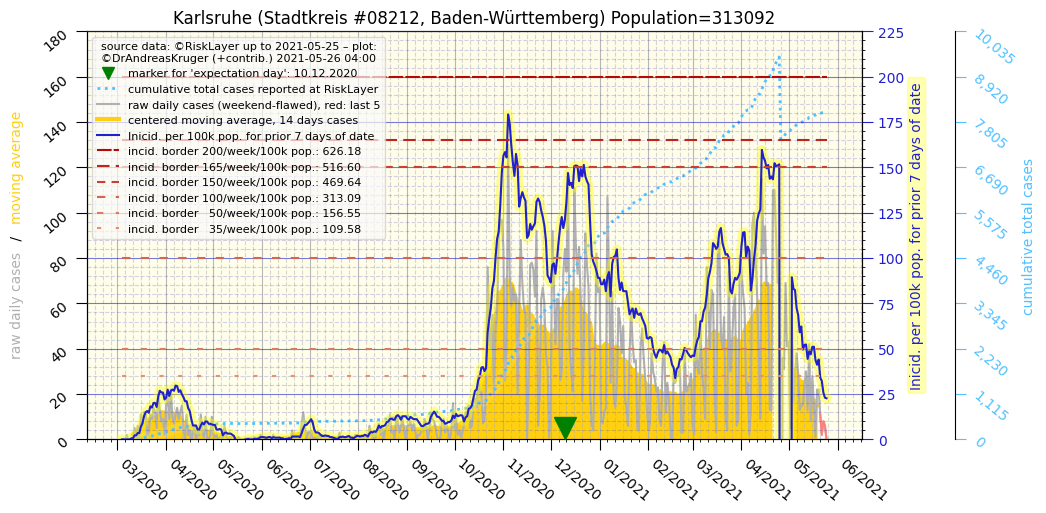 Karlsruhe (Stadtkreis #08212, Baden-Württemberg) Population=313092
source data: ©RiskLayer up to 2021-05-25 – plot:
©DrAndreasKruger (+contrib.) 2021-05-26 04:00
marker for 'expectation day': 10.12.2020
cumulative total cases reported at RiskLayer
raw daily cases (weekend-flawed), red: last 5
centered moving average, 14 days cases
Inicid. per 100k pop. for prior 7 days of date
incid. border 200/week/100k pop.: 626.18
incid. border 165/week/100k pop.: 516.60
incid. border 150/week/100k pop.: 469.64
incid. border 100/week/100k pop.: 313.09
incid. border   50/week/100k pop.: 156.55
incid. border   35/week/100k pop.: 109.58
raw daily cases / moving average
180
160
140
120
100
80
60
40
20
0
03/2020
04/2020
05/2020
06/2020
07/2020
08/2020
09/2020
10/2020
11/2020
12/2020
01/2021
02/2021
03/2021
04/2021
05/2021
06/2021
225
200
175
150
125
100
75
50
25
0
Inicid. per 100k pop. for prior 7 days of date
10,035
8,920
7,805
6,690
5,575
4,460
3,345
2,230
1,115
0
cumulative total cases